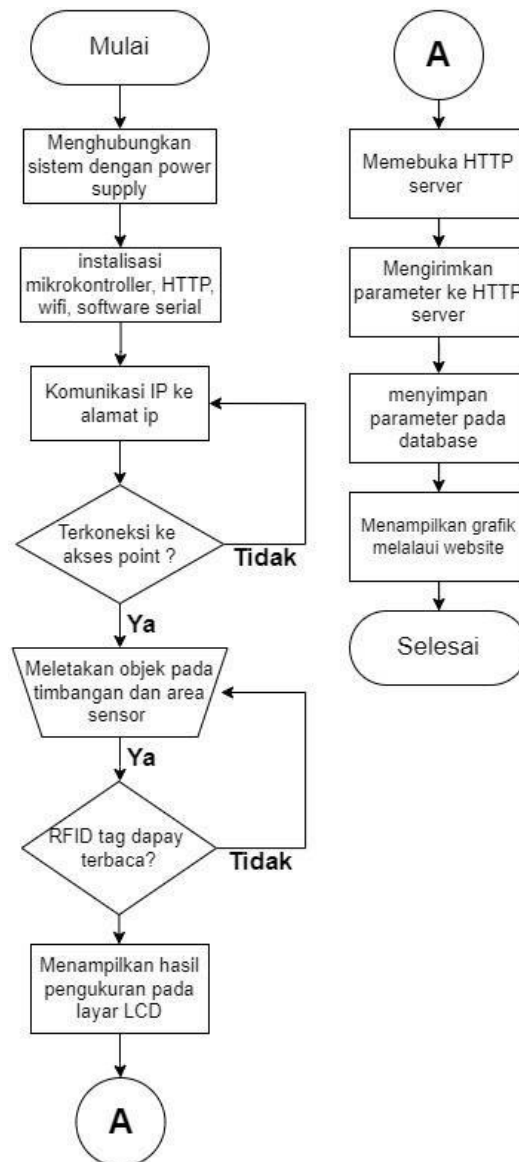 Mulai
Menghubungkan
sistem dengan power
supply
instalisasi
mikrokontroller, HTTP,
wifi, software serial
Komunikasi IP ke
alamat ip
Terkoneksi ke
akses point ?
Tidak
Ya
Meletakan objek pada
timbangan dan area
sensor
Ya
RFID tag dapay
terbaca?
Tidak
Menampilkan hasil
pengukuran pada
layar LCD
A
A
Memebuka HTTP
server
Mengirimkan
parameter ke HTTP
server
menyimpan
parameter pada
database
Menampilkan grafik
melalaui website
Selesai